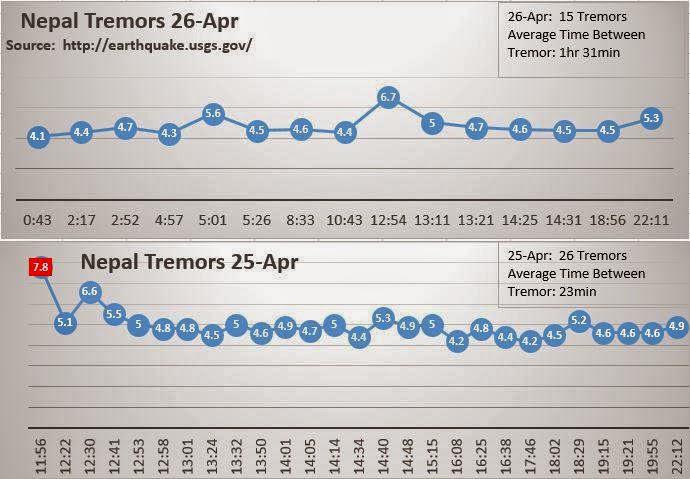 Nepal Tremors 26-Apr
Source: http://earthquake.usgs.gov/
26-Apr: 15 Tremors
Average Time Between
Tremor: 1hr 31min
4.1 4.4 4.7 4.3 5.6 4.5 4.6 4.4 6.7 5 4.7 4.6 4.5 4.5 5.3
0:43 2:17 2:52 4:57 5:01 5:26 8:33 10:43 12:54 13:11 13:21 14:25 14:31 18:56 22:11
Nepal Tremors 25-Apr
25-Apr: 26 Tremors
Average Time Between
Tremor: 23min
7.8 5.1 6.6 5.5 5 4.8 4.8 4.5 5 4.6 4.9 4.7 5 4.4 5.3 4.9 5 4.2 4.8 4.4 4.2 4.5 5.2 4.6 4.6 4.6 4.9
11:56 12:22 12:30 12:41 12:53 12:58 13:01 13:24 13:32 13:50 14:01 14:05 14:14 14:34 14:40 14:48 15:15 16:08 16:25 16:38 17:46 18:02 18:29 19:15 19:21 19:55 22:12